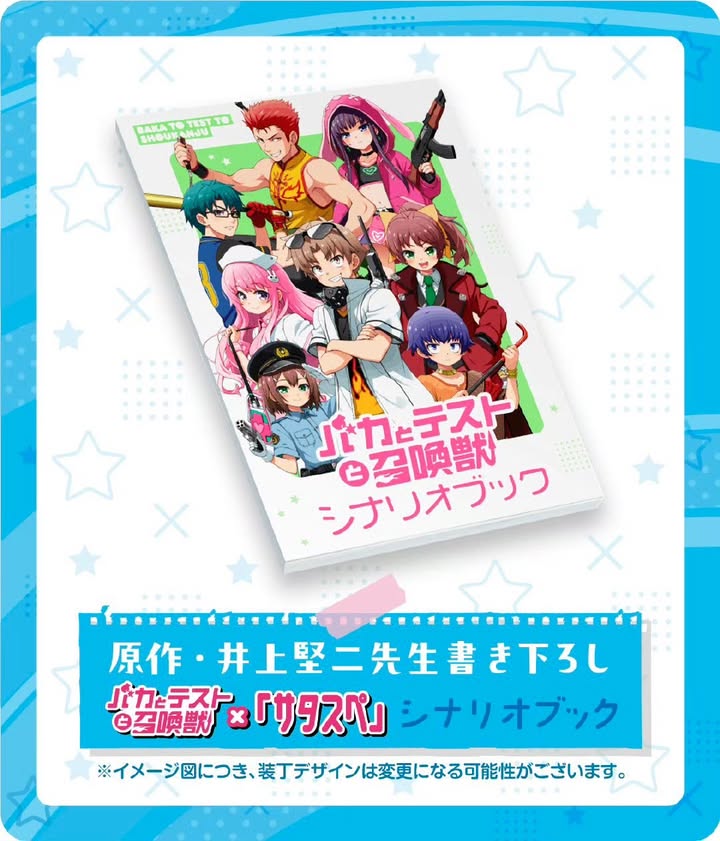 BAKA TO TEST TO
SHOUKANJU
バカとテスト
と召喚獣
シナリオブック
原作・井上堅二先生書き下ろし
バカとテストと召喚獣×「サタスペ」シナリオブック
※イメージ図につき、装丁デザインは変更になる可能性がございます。